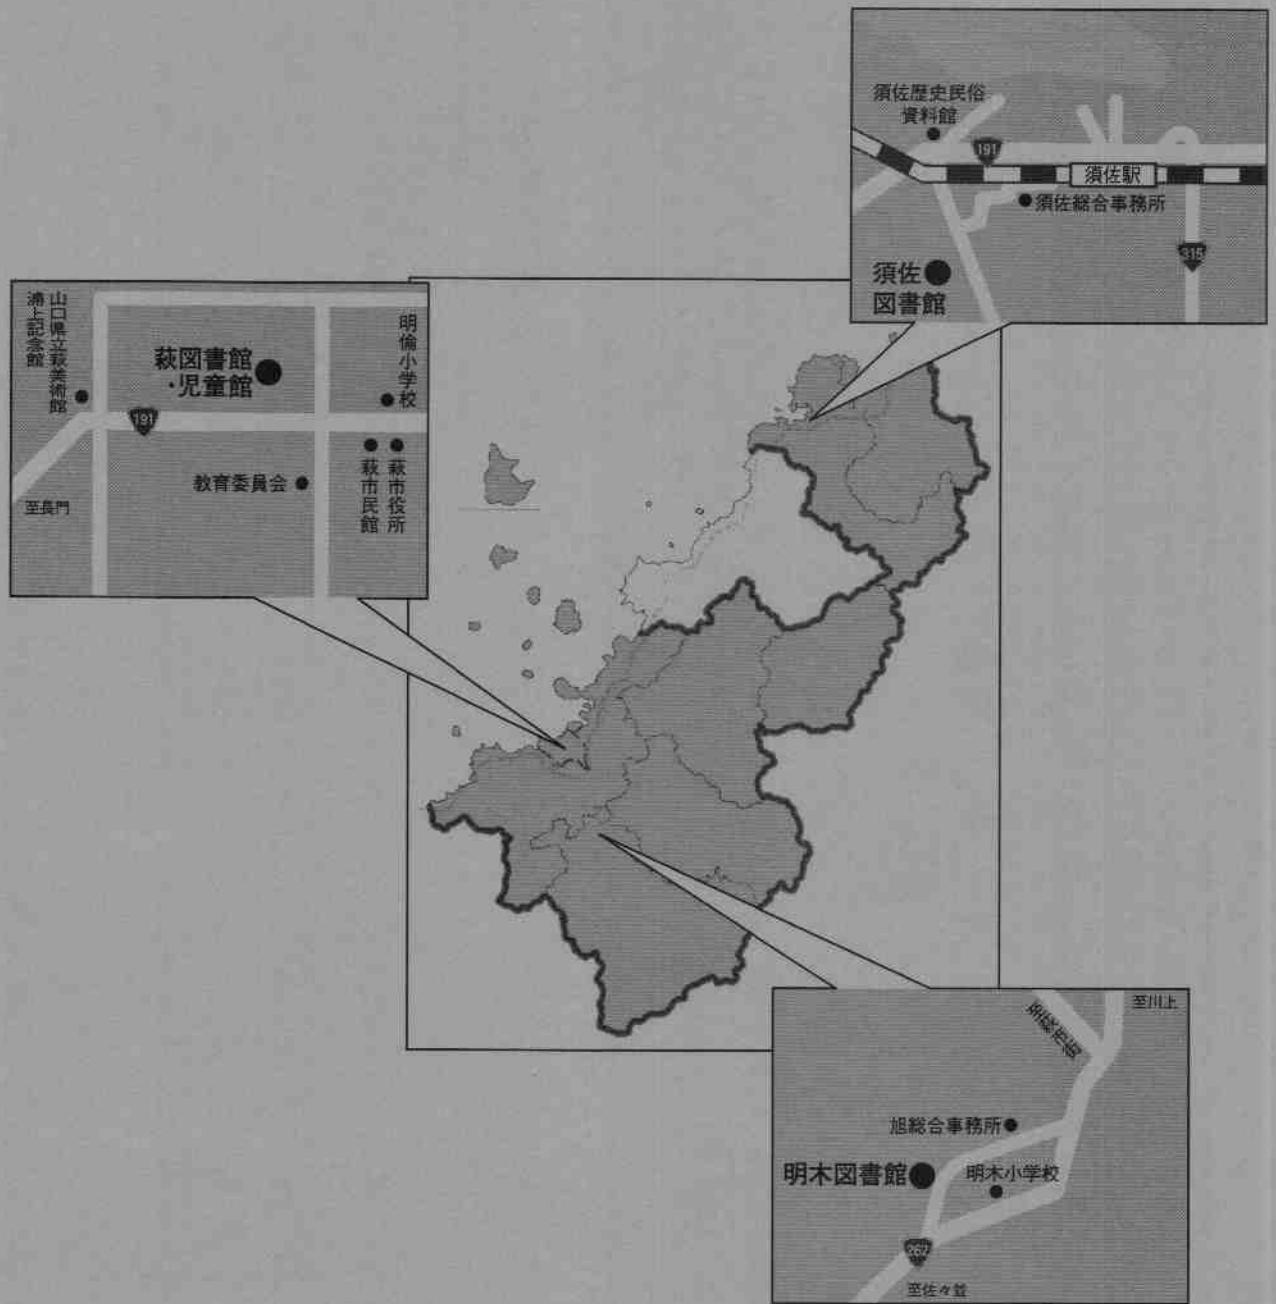 須佐歴史民俗
資料館
191
須佐駅
須佐総合事務所
315
須佐
図書館
山口県立萩美術館
浦上記念館
萩図書館
・児童館
明倫小学校
191
教育委員会
萩市役所
萩市民館
至長門
至川上
至萩市街
旭総合事務所
明木図書館
明木小学校
262
至佐々並